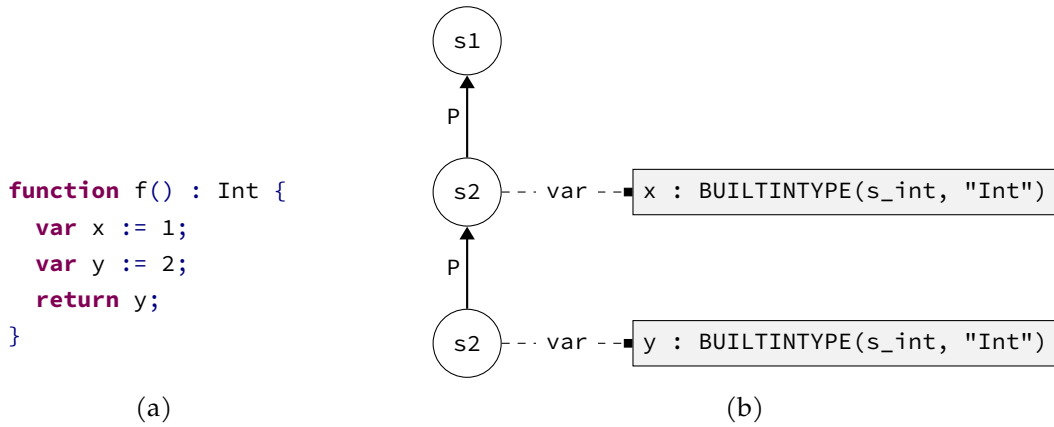 function f() : Int {
  var x := 1;
  var y := 2;
  return y;
}
(a)
s1
P
s2 var x : BUILTINTYPE(s_int, "Int")
P
s2 var y : BUILTINTYPE(s_int, "Int")
(b)